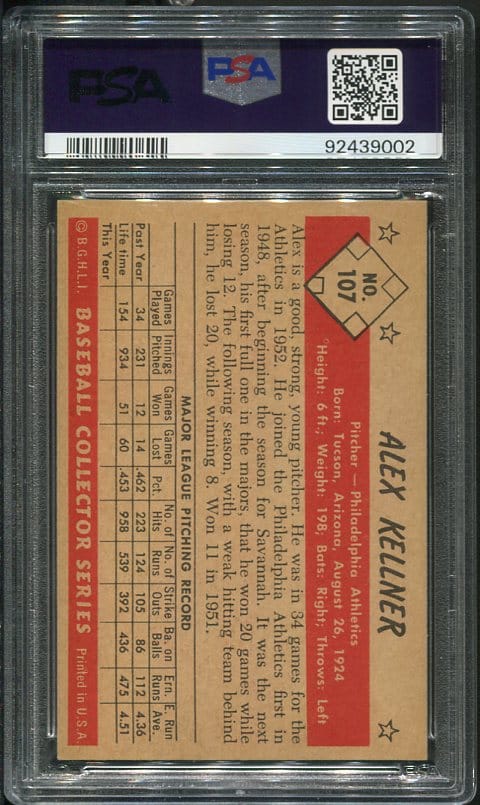 PSA
PSA
92439002
NO.
107
ALEX KELLNER
Pitcher — Philadelphia Athletics
Born: Tucson, Arizona, August 26, 1924
Height: 6 ft.; Weight: 198; Bats: Right; Throws: Left
Alex is a good, strong, young pitcher. He was in 34 games for the
Athletics in 1952. He joined the Philadelphia Athletics first in
1948, after beginning the season for Savannah. It was the next
season, his first full one in the majors, that he won 20 games while
losing 12. The following season, with a weak hitting team behind
him, he lost 20, while winning 8. Won 11 in 1951.
MAJOR LEAGUE PITCHING RECORD
Games Innings Games Games No. of No. of Strike Ba. on Ern. E. Run
Played Pitched Won Lost Pct. Hits Runs Outs Balls Runs Ave.
Past Year 34 231 12 14 .462 223 124 105 86 112 4.36
Life time 154 934 51 60 .453 958 539 392 436 475 4.51
This Year
© B.G.H.L.I. BASEBALL COLLECTOR SERIES Printed in U.S.A.